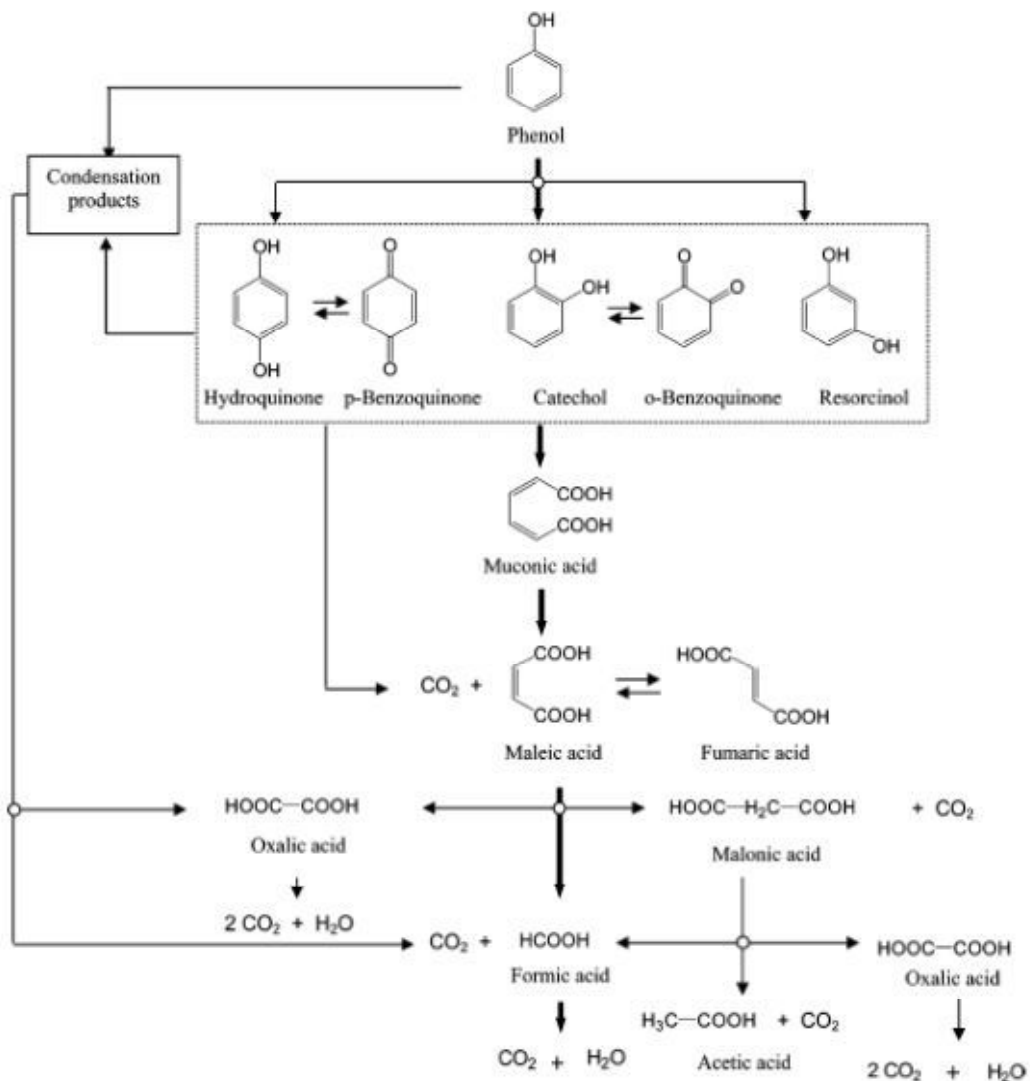 OH
Phenol
Condensation
products
OH
OH
Hydroquinone
O
O
p-Benzoquinone
OH
OH
Catechol
O
O
o-Benzoquinone
OH
OH
Resorcinol
COOH
COOH
Muconic acid
CO2 +
COOH
COOH
Maleic acid
HOOC
COOH
Fumaric acid
HOOC—COOH
Oxalic acid
HOOC—H2C—COOH + CO2
Malonic acid
2 CO2 + H2O
CO2 + HCOOH
Formic acid
HOOC—COOH
Oxalic acid
H3C—COOH + CO2
Acetic acid
CO2 + H2O
2 CO2 + H2O